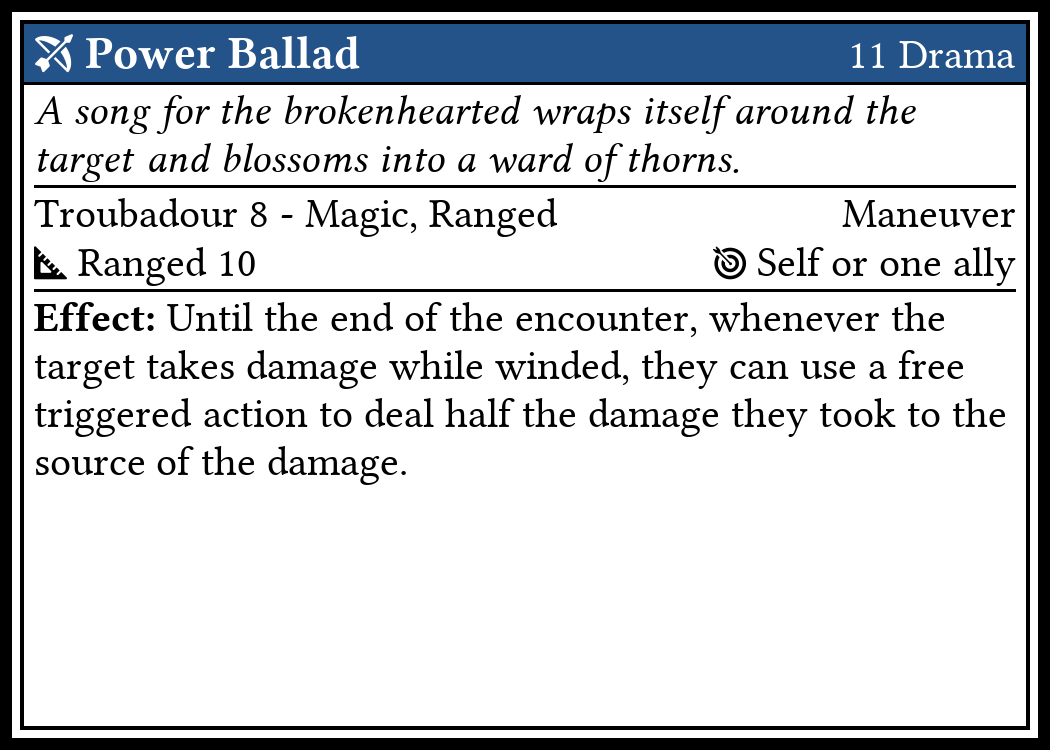 Power Ballad 11 Drama
A song for the brokenhearted wraps itself around the
target and blossoms into a ward of thorns.
Troubadour 8 - Magic, Ranged Maneuver
Ranged 10 Self or one ally
Effect: Until the end of the encounter, whenever the
target takes damage while winded, they can use a free
triggered action to deal half the damage they took to the
source of the damage.